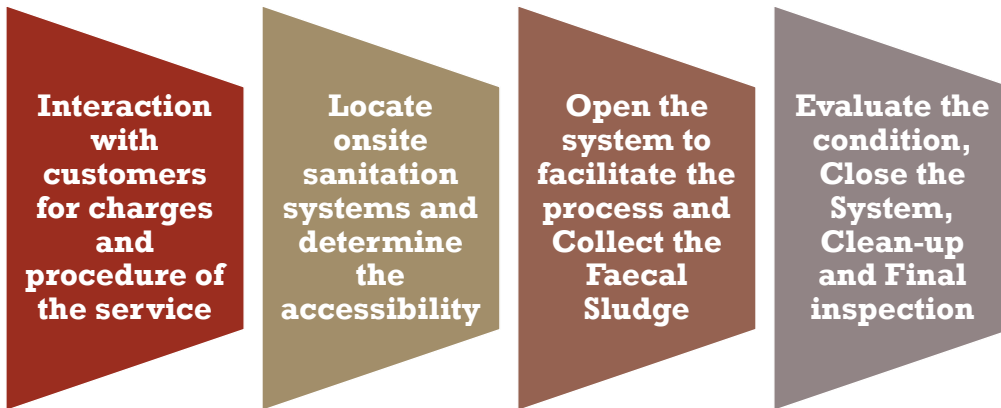 Interaction
with
customers
for charges
and
procedure of
the service
Locate
onsite
sanitation
systems and
determine
the
accessibility
Open the
system to
facilitate the
process and
Collect the
Faecal
Sludge
Evaluate the
condition,
Close the
System,
Clean-up
and Final
inspection